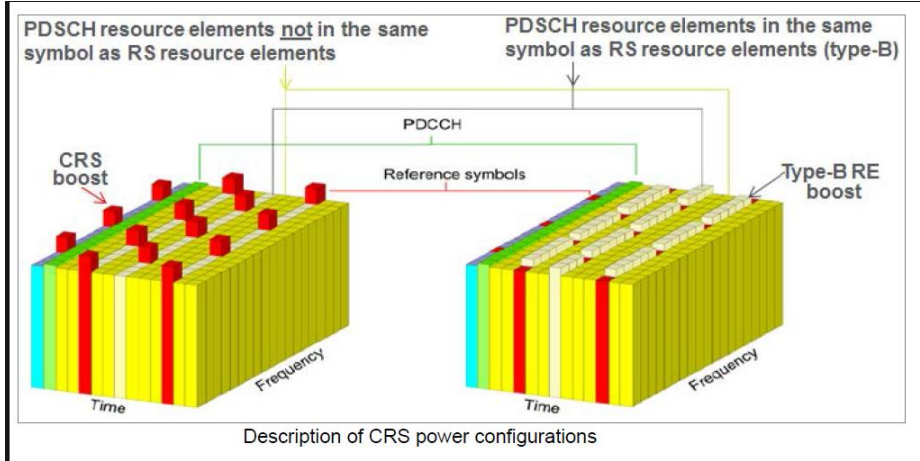 PDSCH resource elements not in the same
symbol as RS resource elements
PDSCH resource elements in the same
symbol as RS resource elements (type-B)
PDCCH
CRS
boost
Reference symbols
Type-B RE
boost
Time
Frequency
Time
Frequency
Description of CRS power configurations